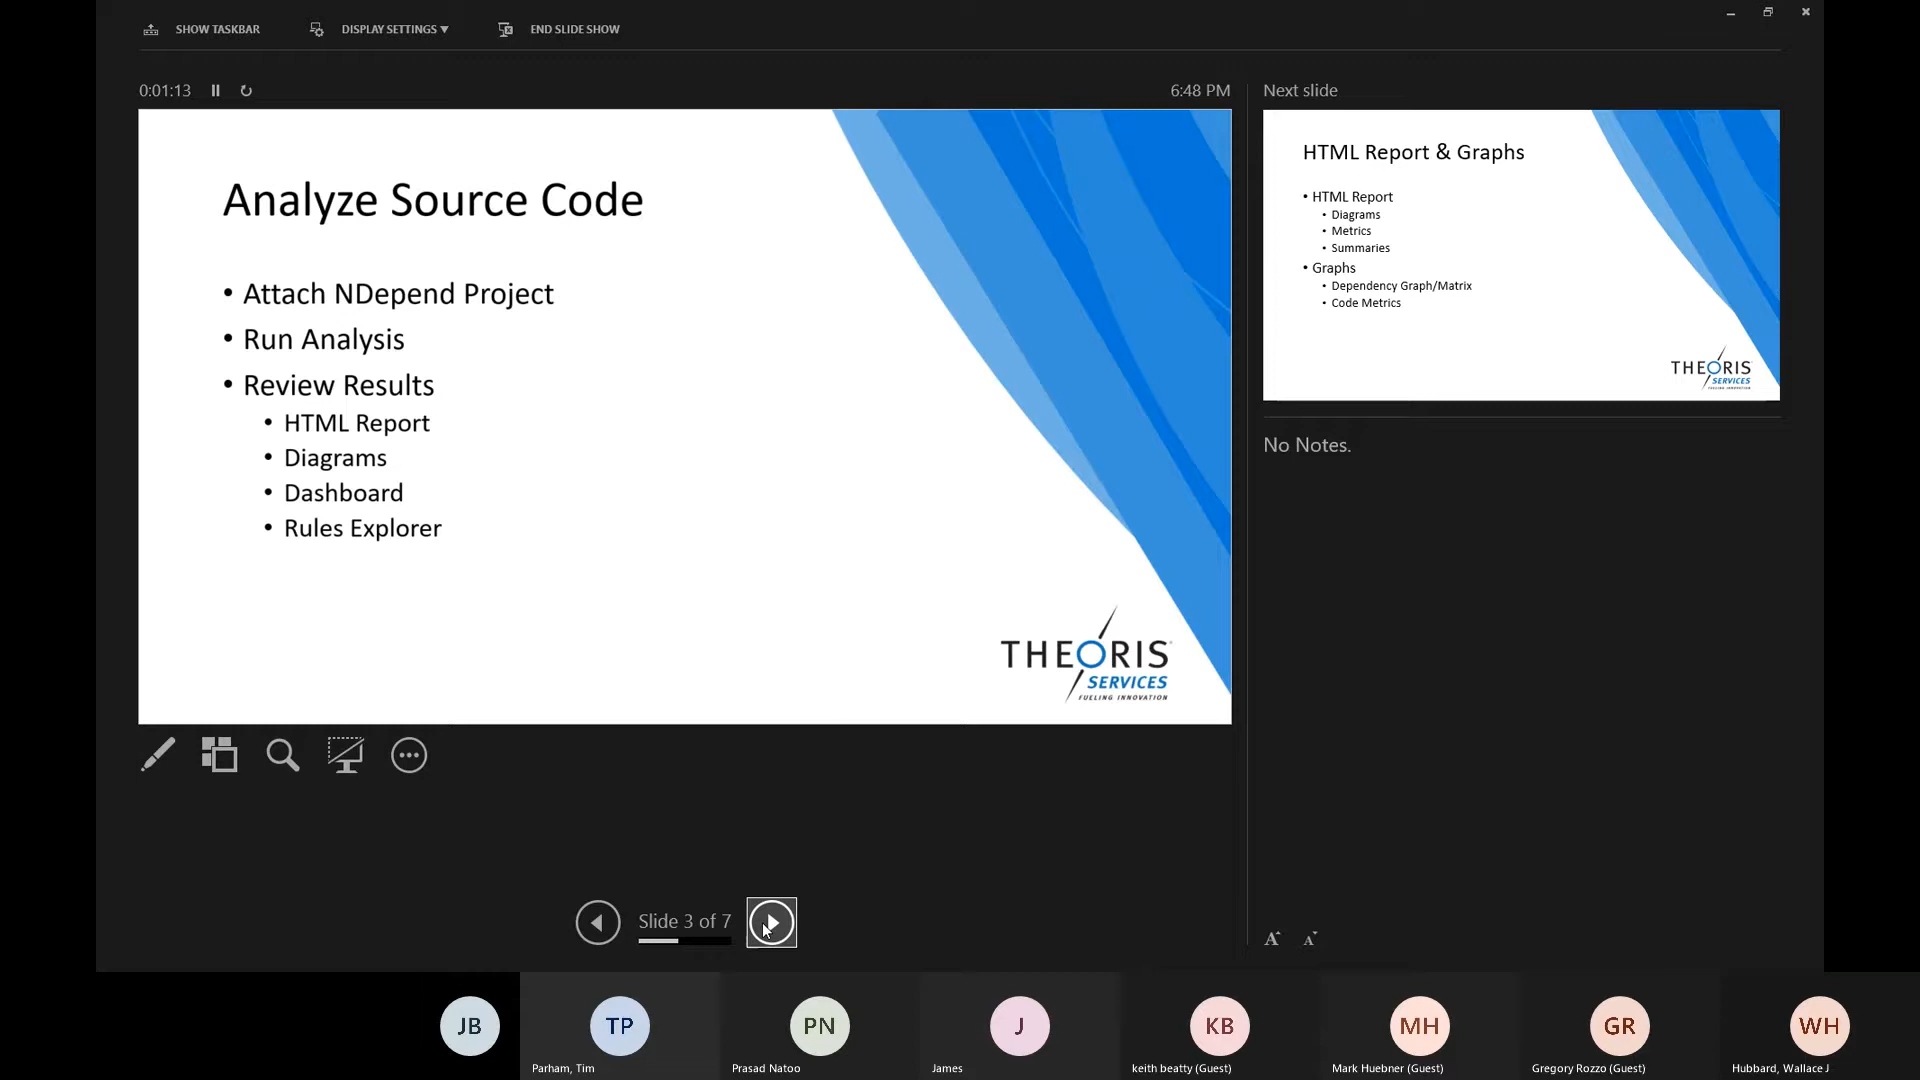 SHOW TASKBAR
DISPLAY SETTINGS
END SLIDE SHOW
0:01:13
6:48 PM
Analyze Source Code
• Attach NDepend Project
• Run Analysis
• Review Results
• HTML Report
• Diagrams
• Dashboard
• Rules Explorer
THEORIS
SERVICES
FUELING INNOVATION
Next slide
HTML Report & Graphs
• HTML Report
• Diagrams
• Metrics
• Summaries
• Graphs
• Dependency Graph/Matrix
• Code Metrics
THEORIS
SERVICES
No Notes.
Slide 3 of 7
A A
JB TP PN J KB MH GR WH
Parham, Tim Prasad Natoo James keith beatty (Guest) Mark Huebner (Guest) Gregory Rozzo (Guest) Hubbard, Wallace J